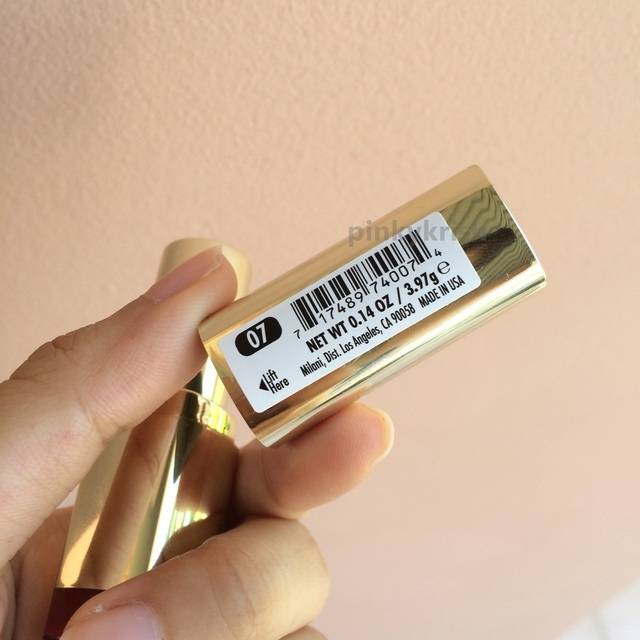 07
7 17489 74007 4
NET WT 0.14 OZ / 3.97g ℮
Milani, Dist. Los Angeles, CA 90058 MADE IN USA
Lift
Here